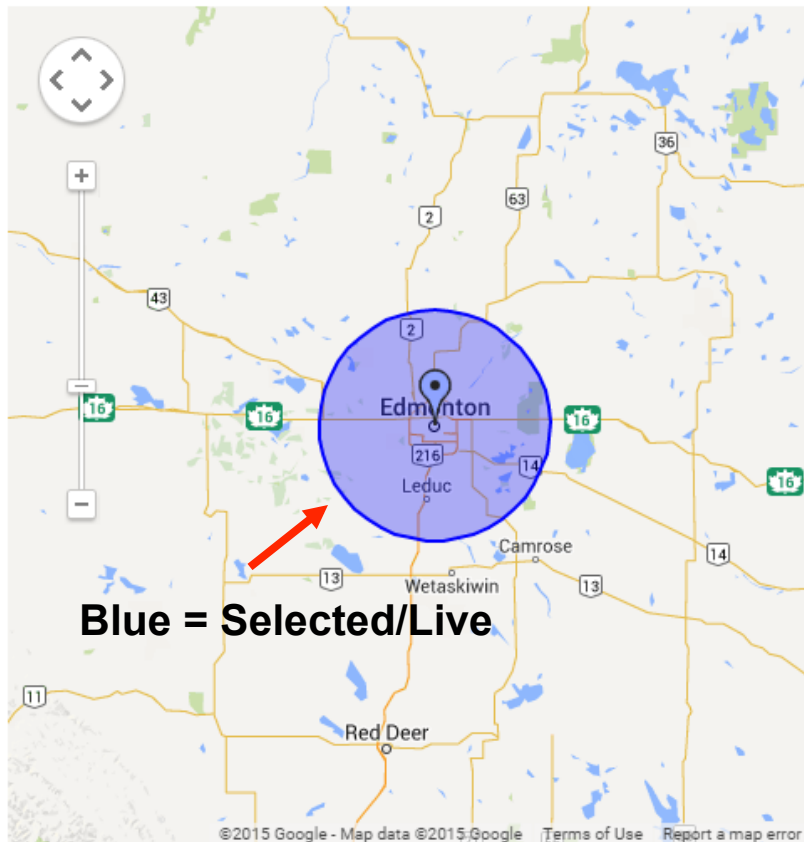 36
63
2
43
2
Edmonton
16
16
16
216
14
Leduc
16
Camrose
14
13
Wetaskiwin
13
Blue = Selected/Live
11
Red Deer
©2015 Google - Map data ©2015 Google Terms of Use Report a map error